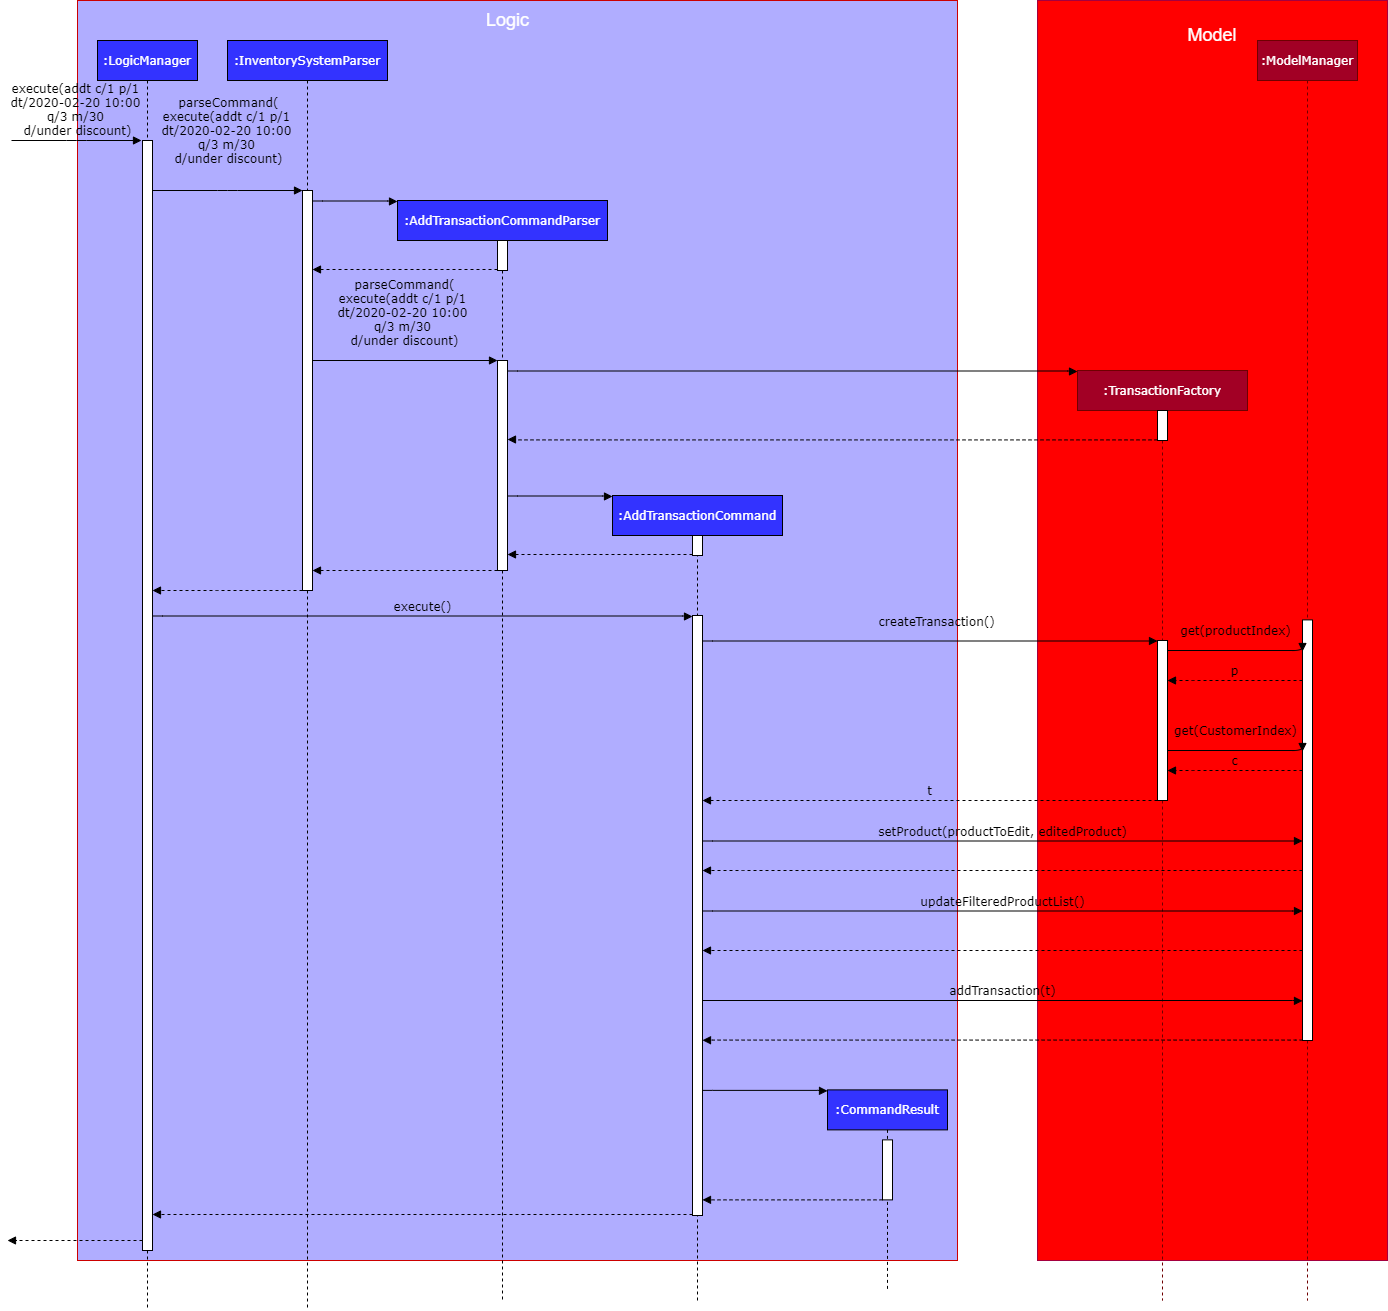 Logic
Model
:LogicManager
:InventorySystemParser
:ModelManager
execute(addt c/1 p/1
dt/2020-02-20 10:00
q/3 m/30
d/under discount)
parseCommand(
execute(addt c/1 p/1
dt/2020-02-20 10:00
q/3 m/30
d/under discount)
:AddTransactionCommandParser
parseCommand(
execute(addt c/1 p/1
dt/2020-02-20 10:00
q/3 m/30
d/under discount)
:TransactionFactory
:AddTransactionCommand
execute()
createTransaction()
get(productIndex)
p
get(CustomerIndex)
c
t
setProduct(productToEdit, editedProduct)
updateFilteredProductList()
addTransaction(t)
:CommandResult